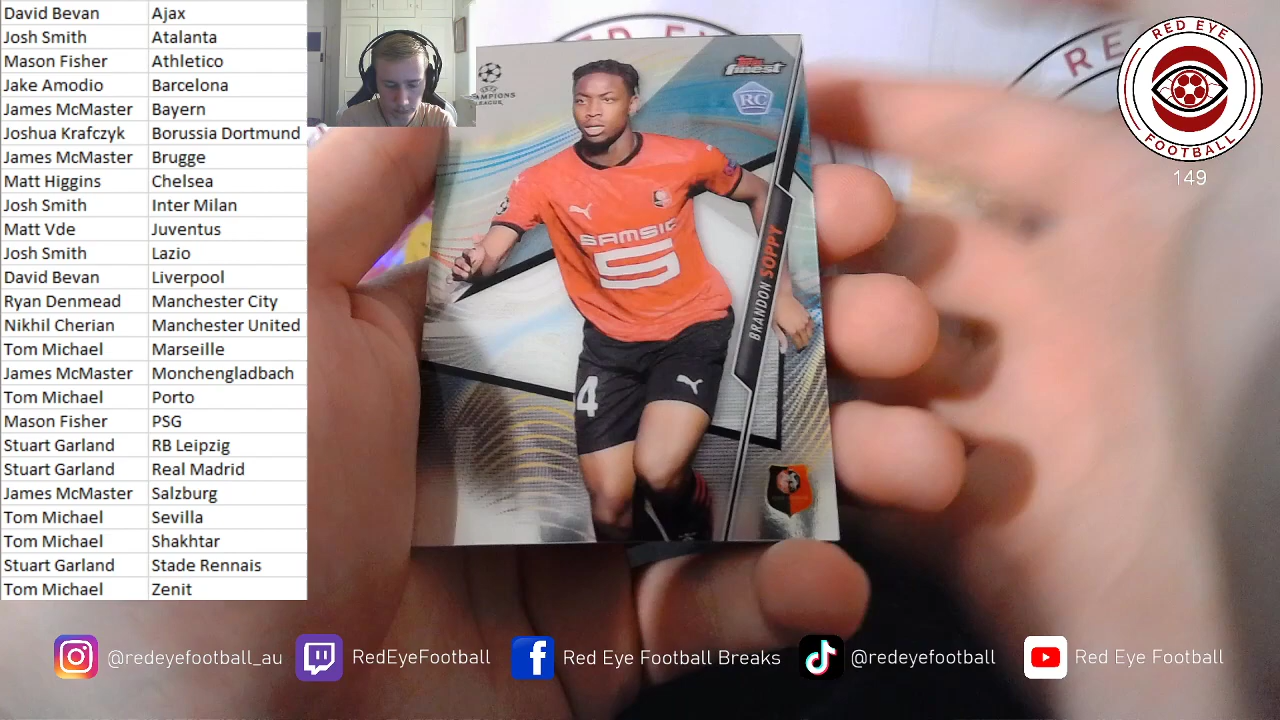 David Bevan Ajax
Josh Smith Atalanta
Mason Fisher Athletico
Jake Amodio Barcelona
James McMaster Bayern
Joshua Krafczyk Borussia Dortmund
James McMaster Brugge
Matt Higgins Chelsea
Josh Smith Inter Milan
Matt Vde Juventus
Josh Smith Lazio
David Bevan Liverpool
Ryan Denmead Manchester City
Nikhil Cherian Manchester United
Tom Michael Marseille
James McMaster Monchengladbach
Tom Michael Porto
Mason Fisher PSG
Stuart Garland RB Leipzig
Stuart Garland Real Madrid
James McMaster Salzburg
Tom Michael Sevilla
Tom Michael Shakhtar
Stuart Garland Stade Rennais
Tom Michael Zenit
RED EYE
RE
AMPIONS
LEAGUE
Topps
finest
RC
SAMSIC
S
BRANDON SOPPY
4
RED EYE
FOOTBALL
149
@redeyefootball_au
RedEyeFootball
Red Eye Football Breaks
@redeyefootball
Red Eye Football